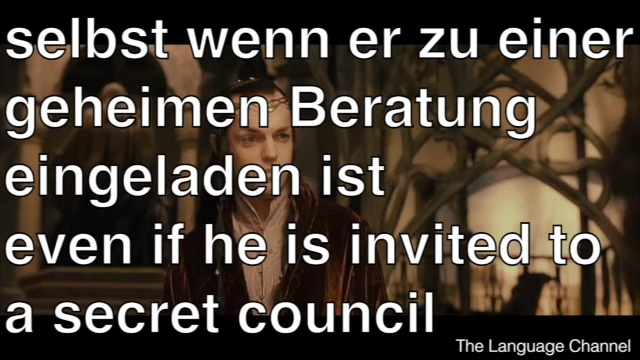 selbst wenn er zu einer
geheimen Beratung
eingeladen ist
even if he is invited to
a secret council
The Language Channel